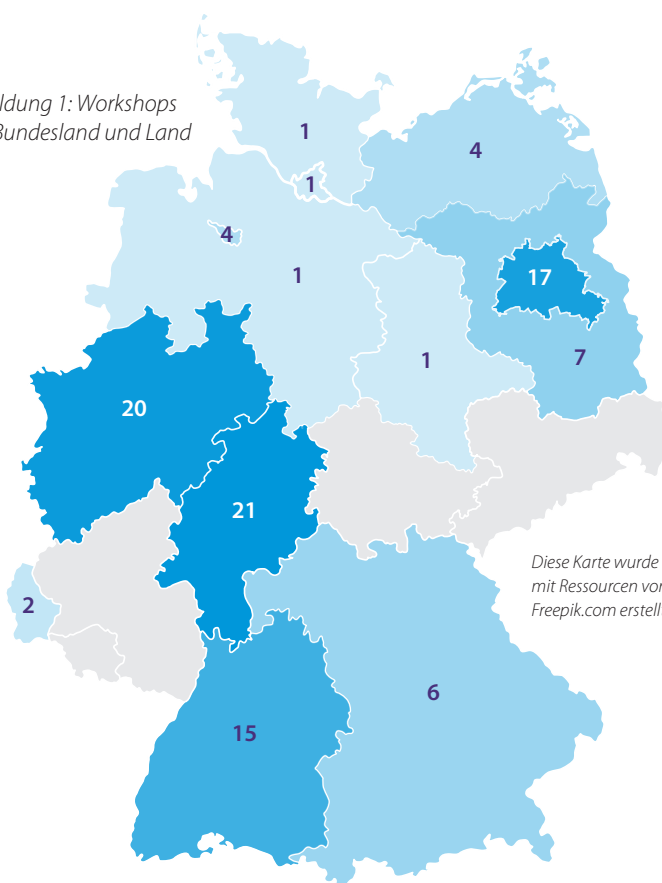 ldung 1: Workshops
Bundesland und Land
1
4
1
4
1
17
1
7
20
21
Diese Karte wurde
mit Ressourcen vor
Freepik.com erstell
2
6
15